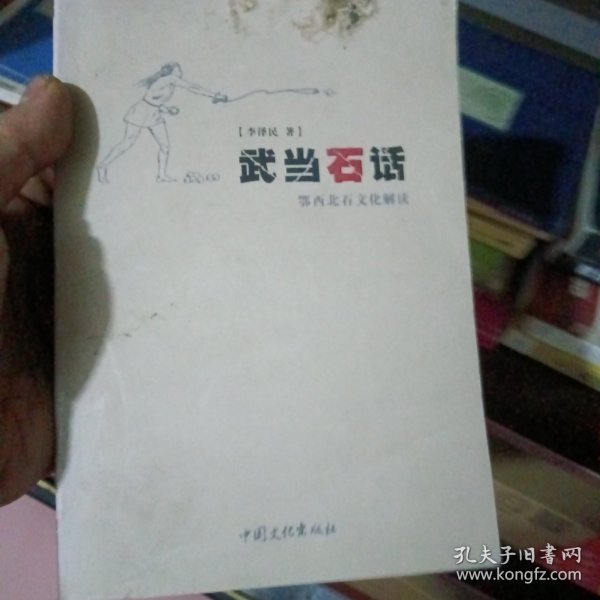 【李泽民 著】
武当石话
鄂西北石文化解读
中国文化出版社
孔夫子旧书网
www.kongfz.com